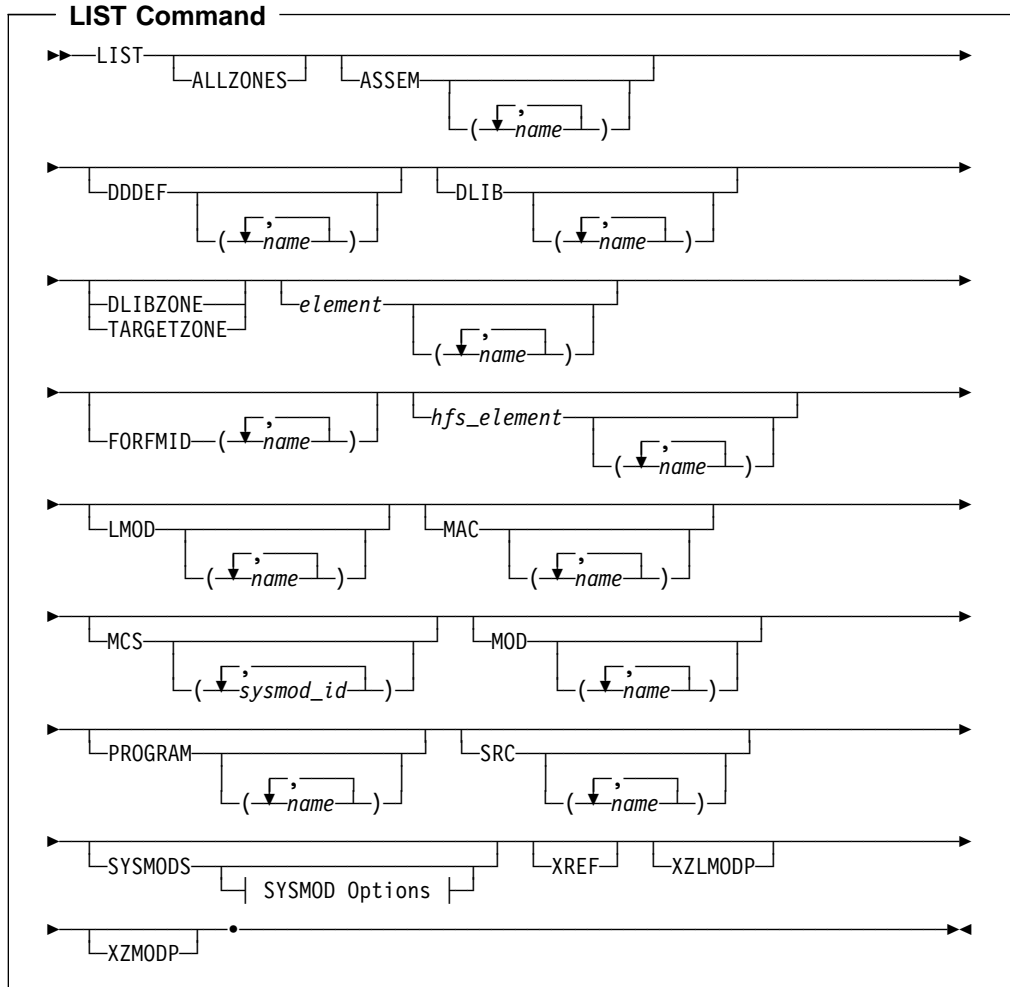 LIST Command
LIST
ALLZONES
ASSEM
,
( name )
DDDEF
DLIB
,
( name )
,
( name )
DLIBZONE
TARGETZONE
element
,
( name )
FORFMID ( name )
,
hfs_element
,
( name )
LMOD
MAC
,
( name )
,
( name )
MCS
MOD
,
( sysmod_id )
,
( name )
PROGRAM
SRC
,
( name )
,
( name )
SYSMODS
SYSMOD Options
XREF
XZLMODP
XZMODP